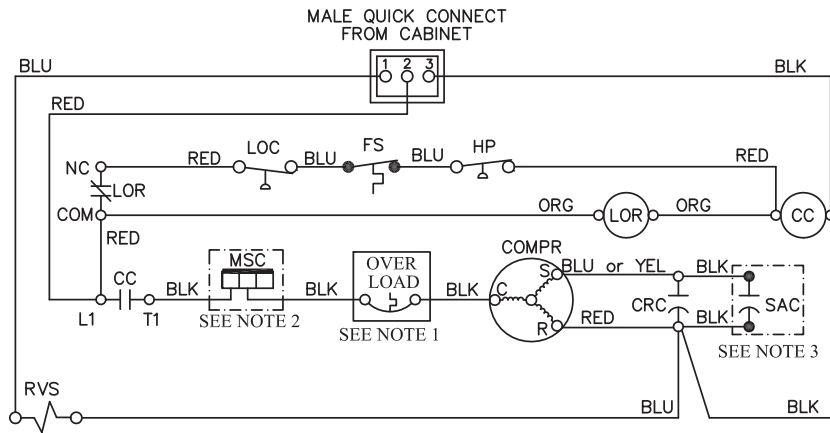 MALE QUICK CONNECT
FROM CABINET
BLU
1 2 3
BLK
RED
NC
RED
LOC
BLU
FS
BLU
HP
RED
LOR
COM
ORG
LOR
ORG
CC
RED
CC
BLK
MSC
BLK
OVER
LOAD
BLK
COMPR
C
S
R
BLU or YEL
BLK
CRC
SAC
RED
BLK
L1
T1
SEE NOTE 2
SEE NOTE 1
SEE NOTE 3
RVS
BLU
BLK